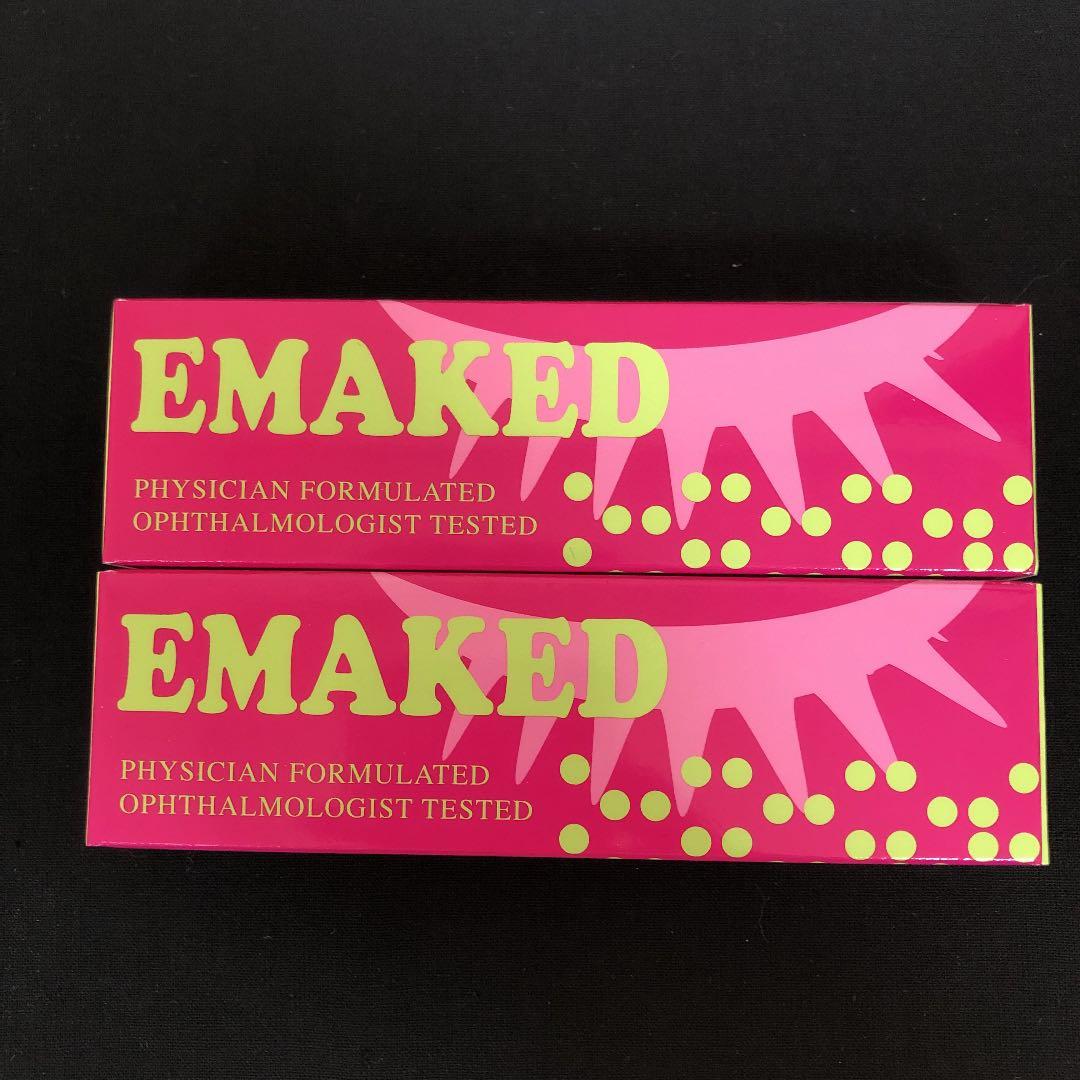 EMAKED
PHYSICIAN FORMULATED
OPHTHALMOLOGIST TESTED
EMAKED
PHYSICIAN FORMULATED
OPHTHALMOLOGIST TESTED